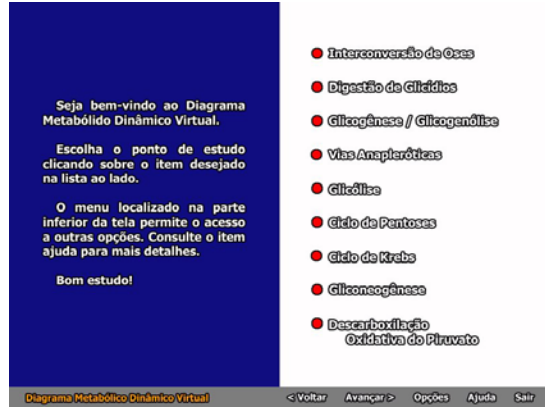 Seja bem-vindo ao Diagrama
Metabólido Dinâmico Virtual.
Escolha o ponto de estudo
clicando sobre o item desejado
na lista ao lado.
O menu localizado na parte
inferior da tela permite o acesso
a outras opções. Consulte o item
ajuda para mais detalhes.
Bom estudo!
Interconversão de Oses
Digestão de Glicídios
Glicogênese / Glicogenólise
Vias Anapleróticas
Glicólise
Ciclo de Pentoses
Ciclo de Krebs
Gliconeogênese
Descarboxilação
Oxidativa do Piruvato
Diagrama Metabólico Dinâmico Virtual
< Voltar Avançar > Opções Ajuda Sair